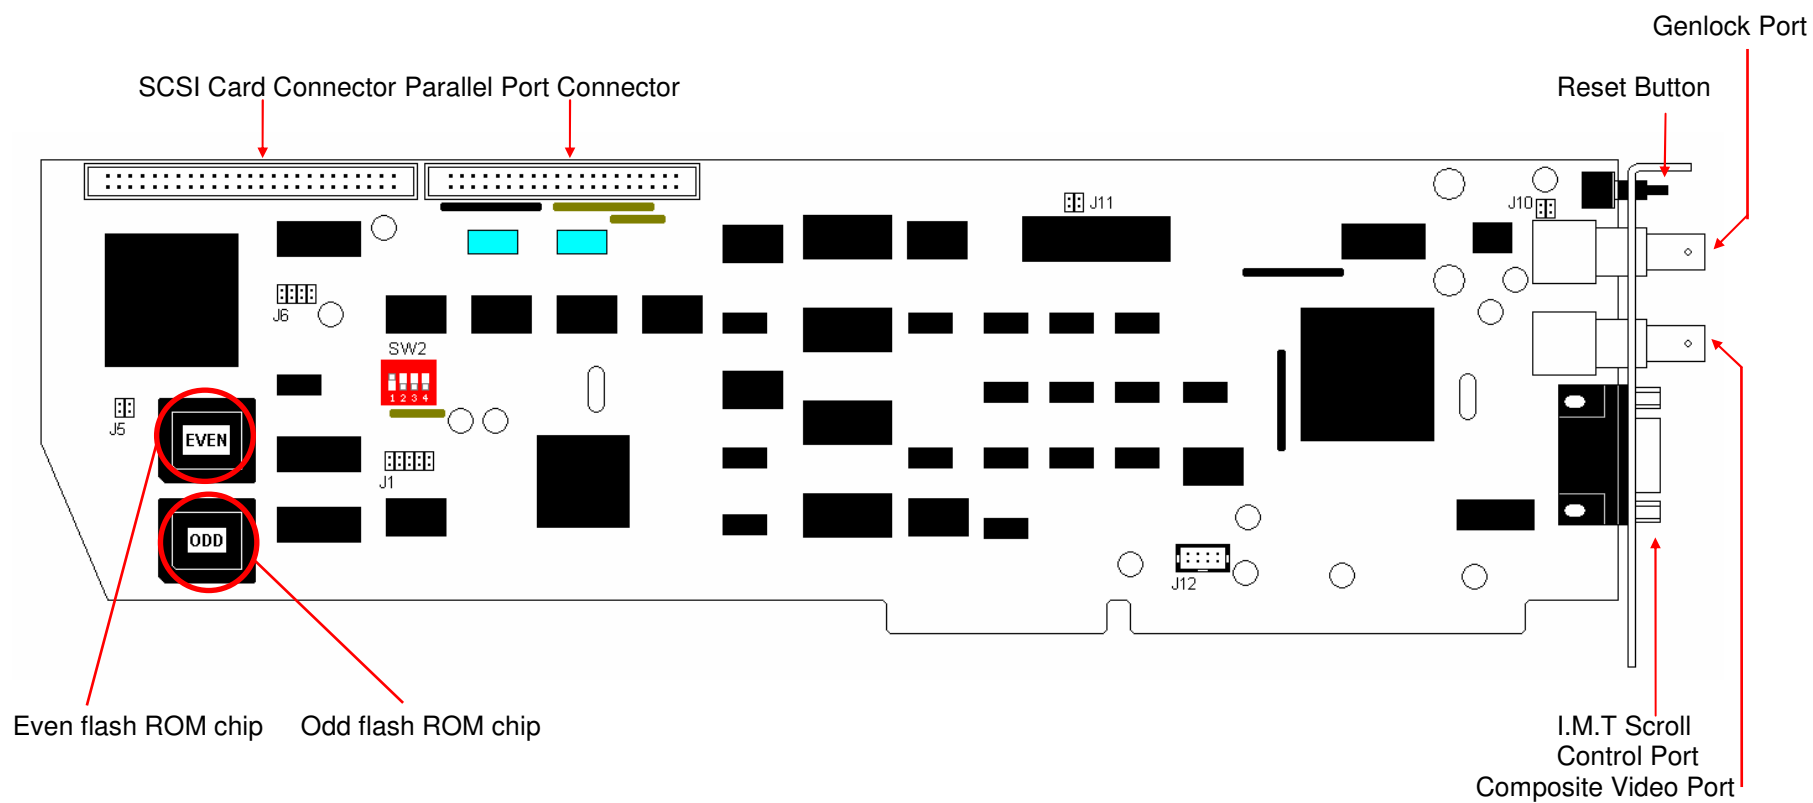 Genlock Port
SCSI Card Connector Parallel Port Connector
Reset Button
J11
J10
J6
SW2
1 2 3 4
J5
EVEN
J1
ODD
J12
Even flash ROM chip
Odd flash ROM chip
I.M.T Scroll
Control Port
Composite Video Port